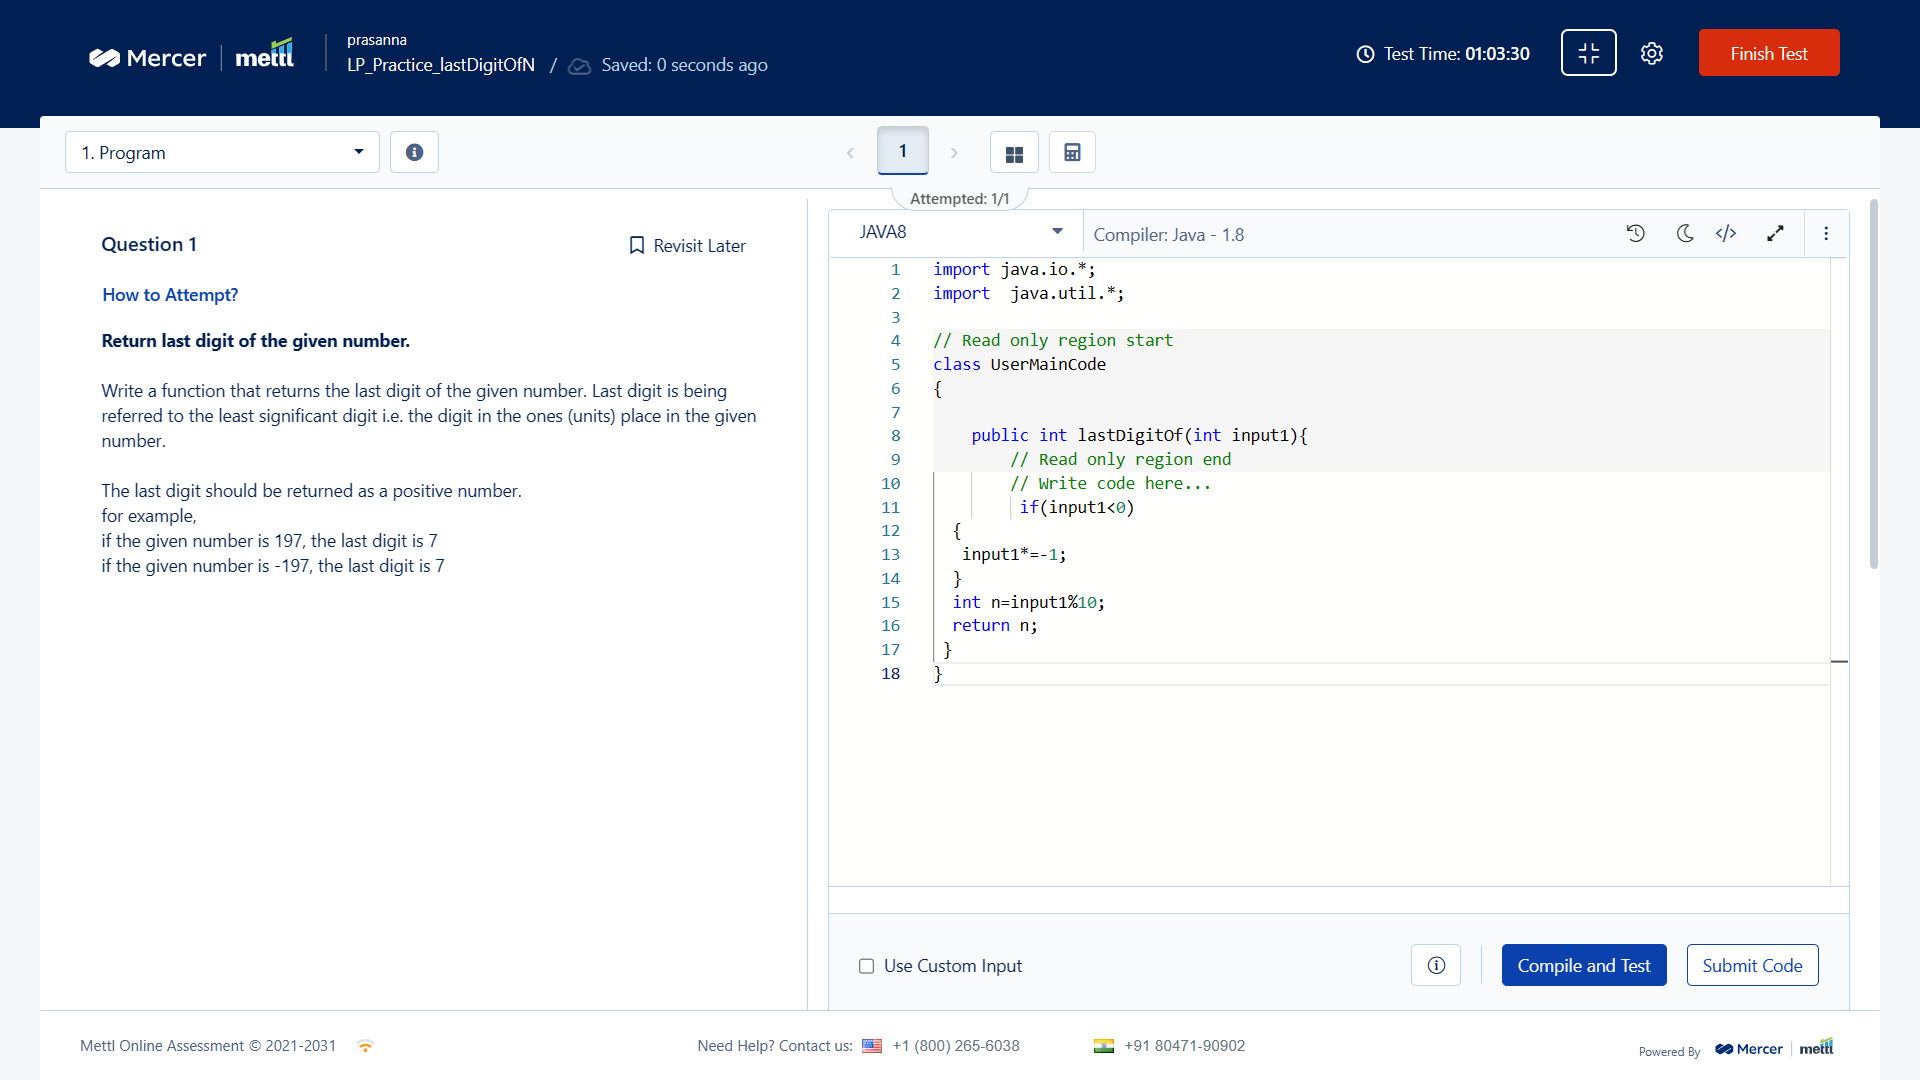 Mercer mettl
prasanna
LP_Practice_lastDigitOfN / Saved: 0 seconds ago
Test Time: 01:03:30
Finish Test
1. Program
1
Attempted: 1/1
Question 1
Revisit Later
How to Attempt?
Return last digit of the given number.
Write a function that returns the last digit of the given number. Last digit is being
referred to the least significant digit i.e. the digit in the ones (units) place in the given
number.
The last digit should be returned as a positive number.
for example,
if the given number is 197, the last digit is 7
if the given number is -197, the last digit is 7
JAVA8
Compiler: Java - 1.8
1 import java.io.*;
2 import  java.util.*;
3
4 // Read only region start
5 class UserMainCode
6 {
7
8     public int lastDigitOf(int input1){
9         // Read only region end
10         // Write code here...
11          if(input1<0)
12   {
13    input1*=-1;
14   }
15   int n=input1%10;
16   return n;
17  }
18 }
Use Custom Input
Compile and Test
Submit Code
Mettl Online Assessment © 2021-2031
Need Help? Contact us: +1 (800) 265-6038
+91 80471-90902
Powered By Mercer mettl